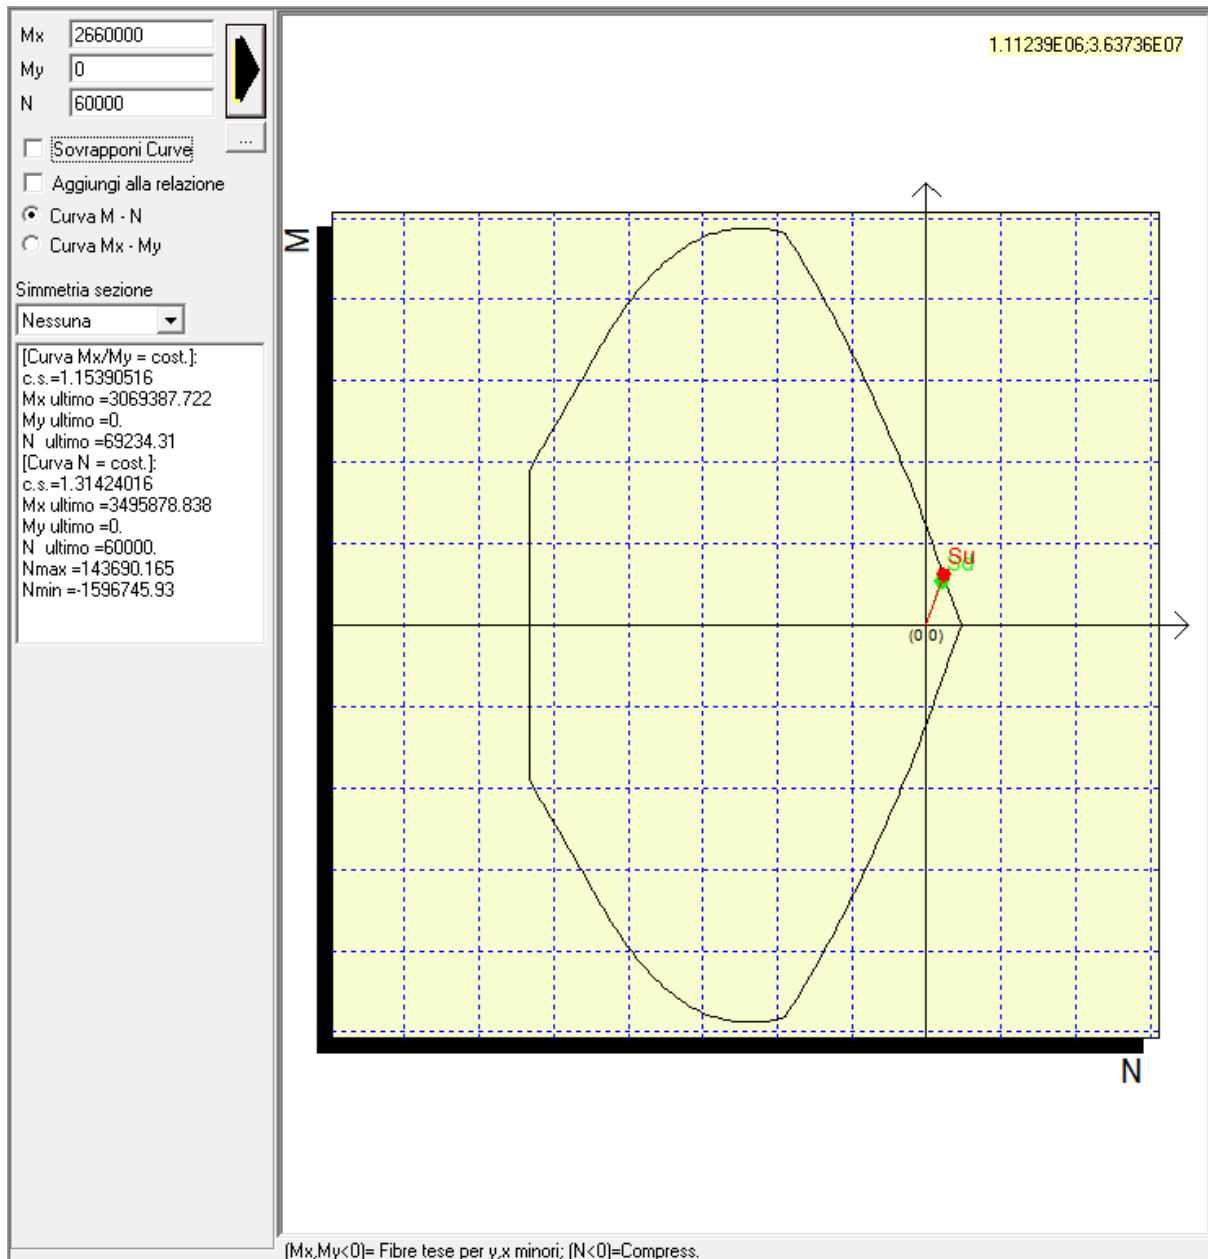 Mx 2660000
My 0
N 60000
...
Sovrapponi Curve
Aggiungi alla relazione
Curva M - N
Curva Mx - My
Simmetria sezione
Nessuna
[Curva Mx/My = cost.]:
c.s.=1.15390516
Mx ultimo =3069387.722
My ultimo =0.
N ultimo =69234.31
[Curva N = cost.]:
c.s.=1.31424016
Mx ultimo =3495878.838
My ultimo =0.
N ultimo =60000.
Nmax =143690.165
Nmin =-1596745.93
1.11239E06;3.63736E07
M
Su
Sd
(0,0)
N
(Mx,My<0)= Fibre tese per y,x minori; (N<0)=Compress.